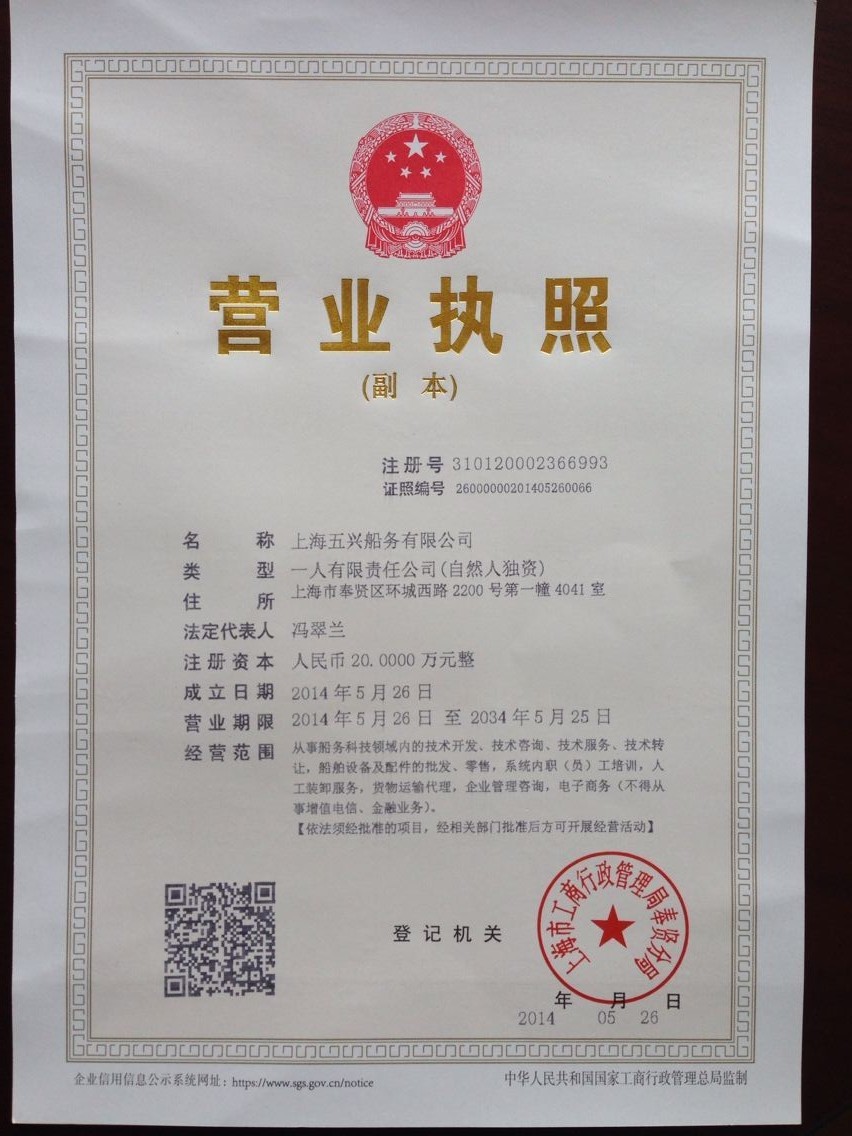 营业执照
(副 本)
注册号 310120002366993
证照编号 26000000201405260066
名称 上海五兴船务有限公司
类型 一人有限责任公司(自然人独资)
住所 上海市奉贤区环城西路 2200 号第一幢 4041 室
法定代表人 冯翠兰
注册资本 人民币 20.0000 万元整
成立日期 2014 年 5 月 26 日
营业期限 2014 年 5 月 26 日 至 2034 年 5 月 25 日
经营范围 从事船务科技领域内的技术开发、技术咨询、技术服务、技术转
让，船舶设备及配件的批发、零售，系统内职（员）工培训，人
工装卸服务，货物运输代理，企业管理咨询，电子商务（不得从
事增值电信、金融业务）。
【依法须经批准的项目，经相关部门批准后方可开展经营活动】
登记机关
上海市工商行政管理局奉贤分局
年 月 日
2014 05 26
企业信用信息公示系统网址：https://www.sgs.gov.cn/notice
中华人民共和国国家工商行政管理总局监制